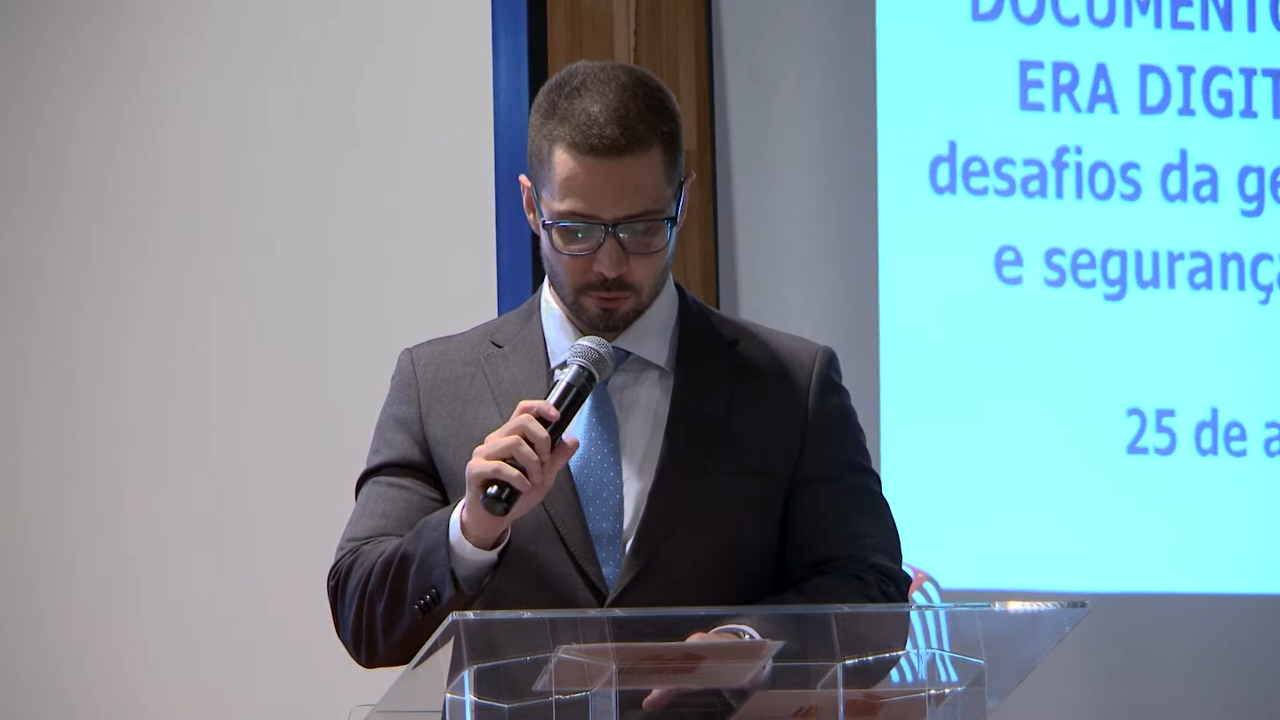 DOCUMENTO
ERA DIGIT
desafios da ge
e seguranç
25 de a